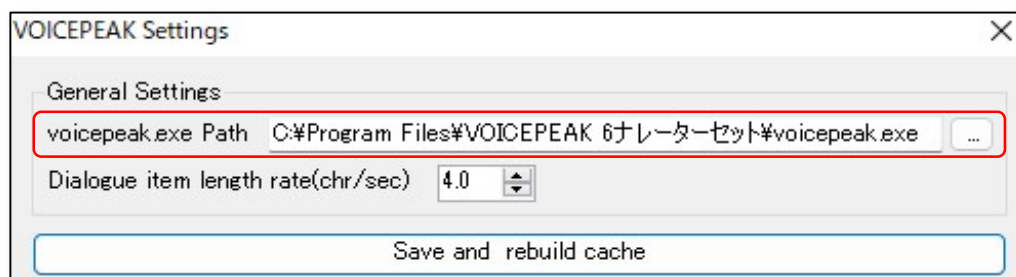 VOICEPEAK Settings
General Settings
voicepeak.exe Path C:¥Program Files¥VOICEPEAK 6ナレーターセット¥voicepeak.exe ...
Dialogue item length rate(chr/sec) 4.0
Save and rebuild cache